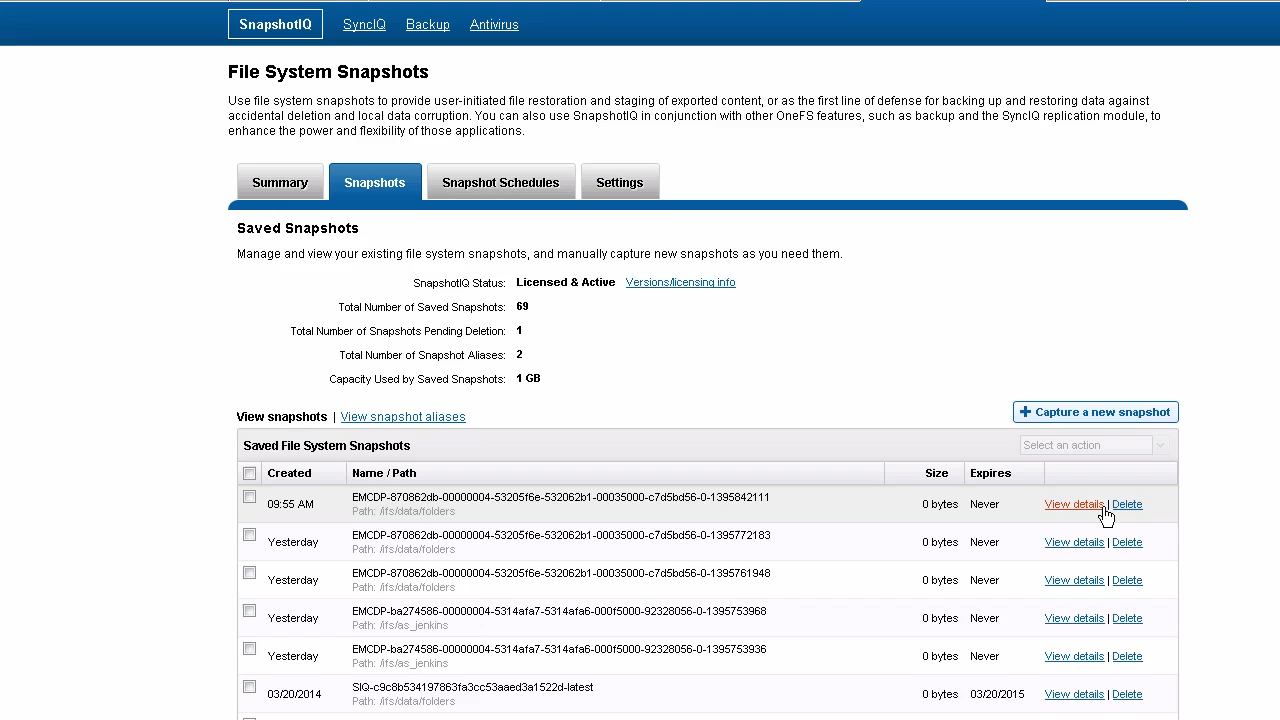 SnapshotIQ SyncIQ Backup Antivirus
File System Snapshots
Use file system snapshots to provide user-initiated file restoration and staging of exported content, or as the first line of defense for backing up and restoring data against
accidental deletion and local data corruption. You can also use SnapshotIQ in conjunction with other OneFS features, such as backup and the SyncIQ replication module, to
enhance the power and flexibility of those applications.
Summary Snapshots Snapshot Schedules Settings
Saved Snapshots
Manage and view your existing file system snapshots, and manually capture new snapshots as you need them.
SnapshotIQ Status: Licensed & Active Versions/licensing info
Total Number of Saved Snapshots: 69
Total Number of Snapshots Pending Deletion: 1
Total Number of Snapshot Aliases: 2
Capacity Used by Saved Snapshots: 1 GB
View snapshots | View snapshot aliases
Capture a new snapshot
Saved File System Snapshots Select an action
Created Name / Path Size Expires
09:55 AM EMCDP-870862db-00000004-53205f6e-532062b1-00035000-c7d5bd56-0-1395842111 0 bytes Never View details | Delete
Path: /ifs/data/folders
Yesterday EMCDP-870862db-00000004-53205f6e-532062b1-00035000-c7d5bd56-0-1395772183 0 bytes Never View details | Delete
Path: /ifs/data/folders
Yesterday EMCDP-870862db-00000004-53205f6e-532062b1-00035000-c7d5bd56-0-1395761948 0 bytes Never View details | Delete
Path: /ifs/data/folders
Yesterday EMCDP-ba274586-00000004-5314afa7-5314afa6-000f5000-92328056-0-1395753968 0 bytes Never View details | Delete
Path: /ifs/as_jenkins
Yesterday EMCDP-ba274586-00000004-5314afa7-5314afa6-000f5000-92328056-0-1395753936 0 bytes Never View details | Delete
Path: /ifs/as_jenkins
03/20/2014 SIQ-c9c8b534197863fa3cc53aaed3a1522d-latest 0 bytes 03/20/2015 View details | Delete
Path: /ifs/data/folders